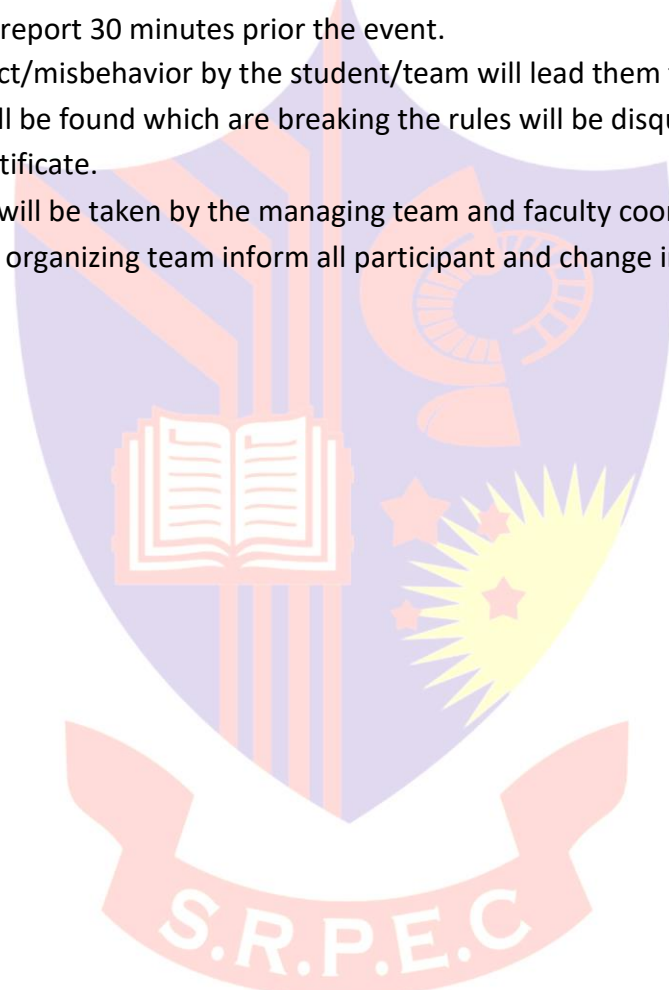 report 30 minutes prior the event.
ct/misbehavior by the student/team will lead them
ll be found which are breaking the rules will be disqu
tificate.
will be taken by the managing team and faculty coor
organizing team inform all participant and change i
S.R.P.E.C